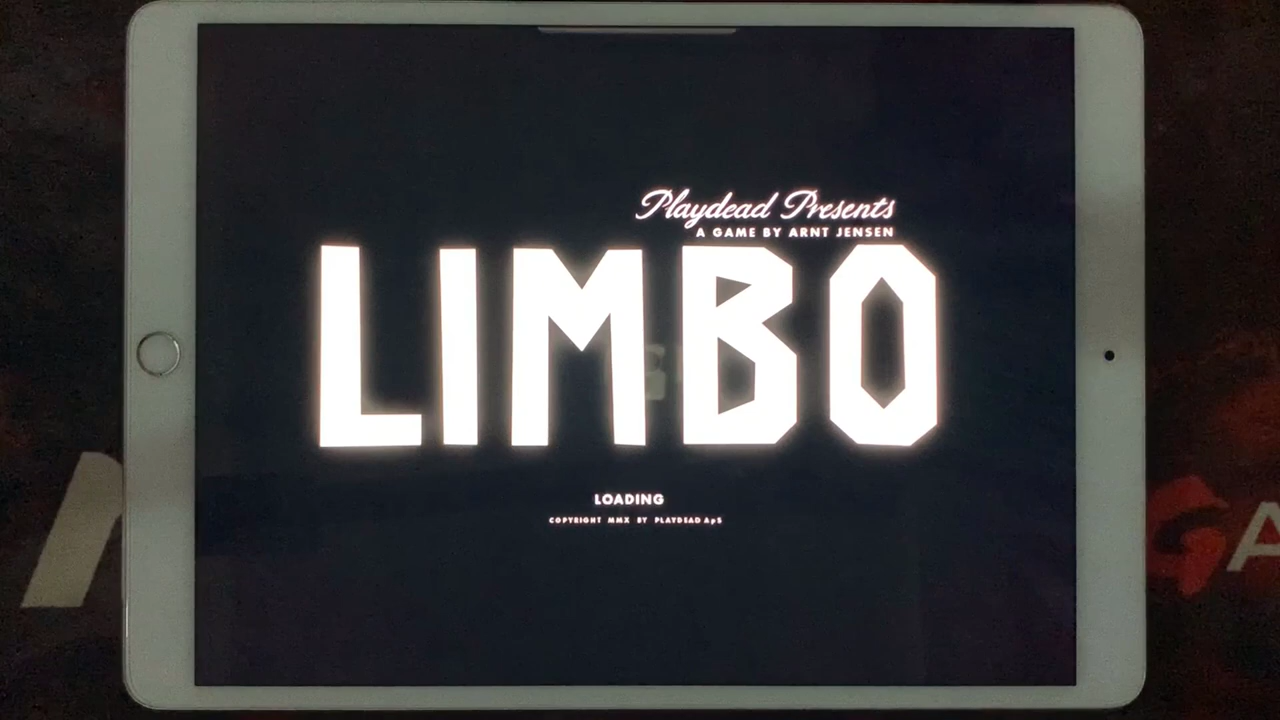 Playdead Presents
A GAME BY ARNT JENSEN
LIMBO
LOADING
COPYRIGHT MMX BY PLAYDEAD ApS